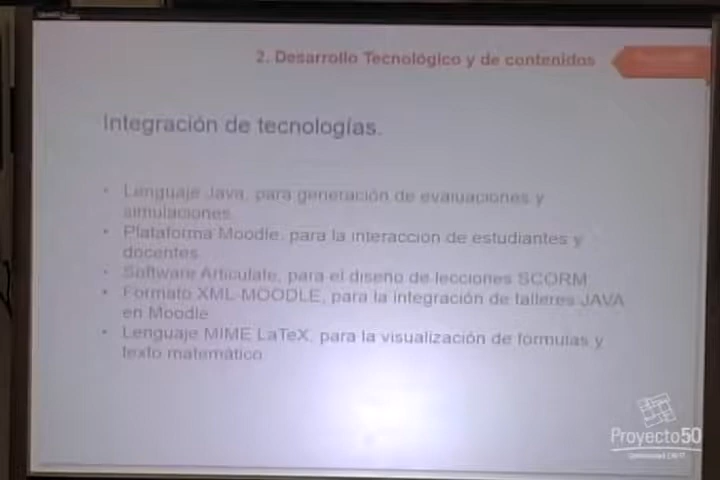 2. Desarrollo Tecnológico y de contenidos
Integración de tecnologías.
• Lenguaje Java, para generación de evaluaciones y
simulaciones
• Plataforma Moodle, para la interacción de estudiantes y
docentes
• Software Articulate, para el diseño de lecciones SCORM
• Formato XML-MOODLE, para la integración de talleres JAVA
en Moodle
• Lenguaje MIME LaTeX, para la visualización de formulas y
texto matemático
Proyecto50